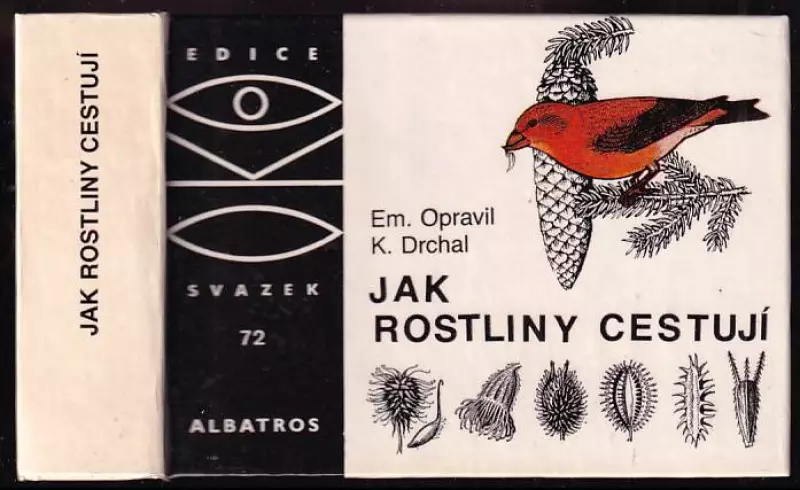 JAK ROSTLINY CESTUJÍ
EDICE
SVAZEK
72
ALBATROS
Em. Opravil
K. Drchal
JAK
ROSTLINY CESTUJÍ